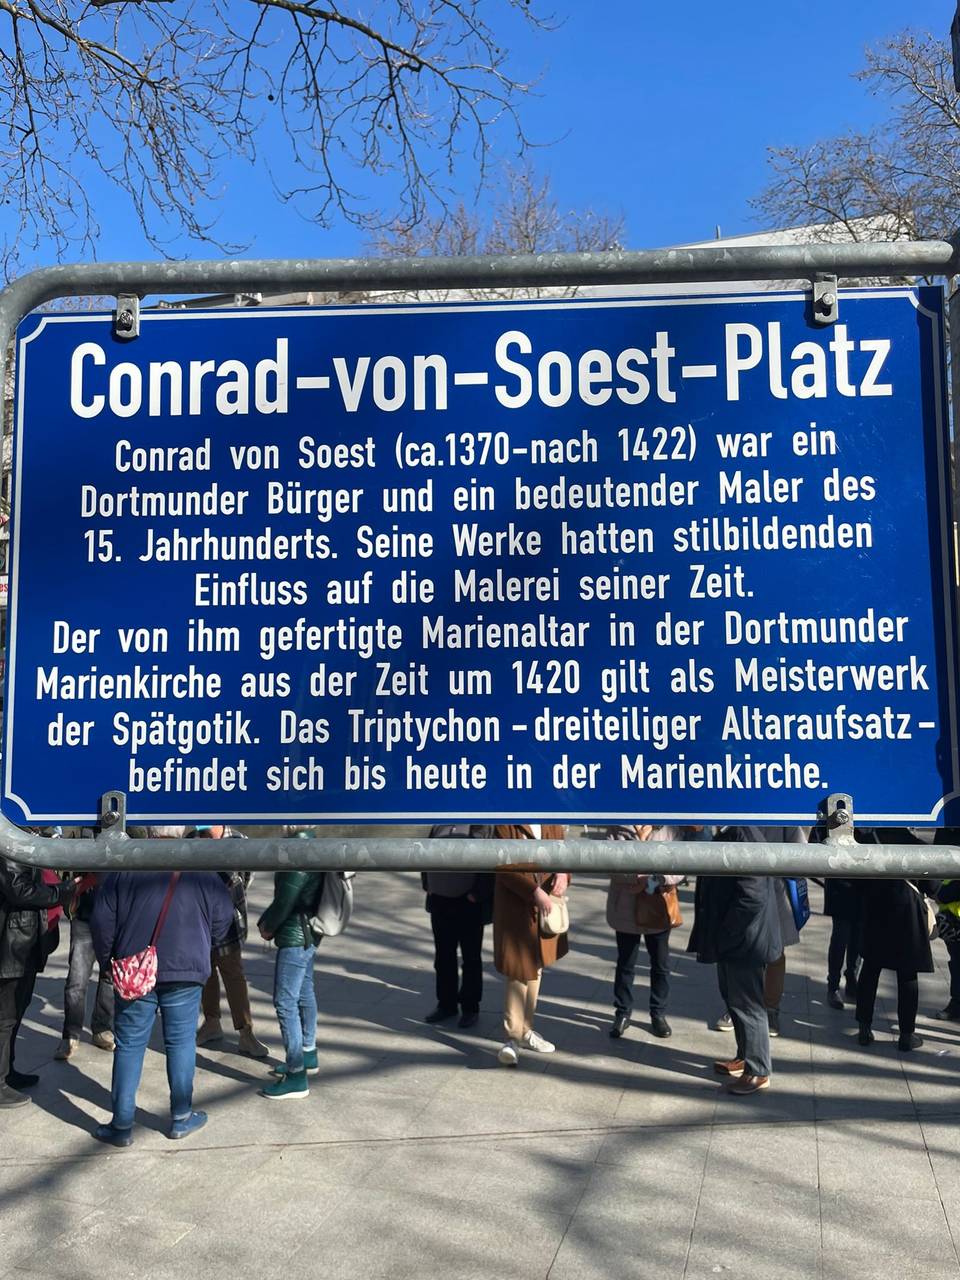 Conrad-von-Soest-Platz
Conrad von Soest (ca.1370-nach 1422) war ein
Dortmunder Bürger und ein bedeutender Maler des
15. Jahrhunderts. Seine Werke hatten stilbildenden
Einfluss auf die Malerei seiner Zeit.
Der von ihm gefertigte Marienaltar in der Dortmunder
Marienkirche aus der Zeit um 1420 gilt als Meisterwerk
der Spätgotik. Das Triptychon - dreiteiliger Altaraufsatz -
befindet sich bis heute in der Marienkirche.